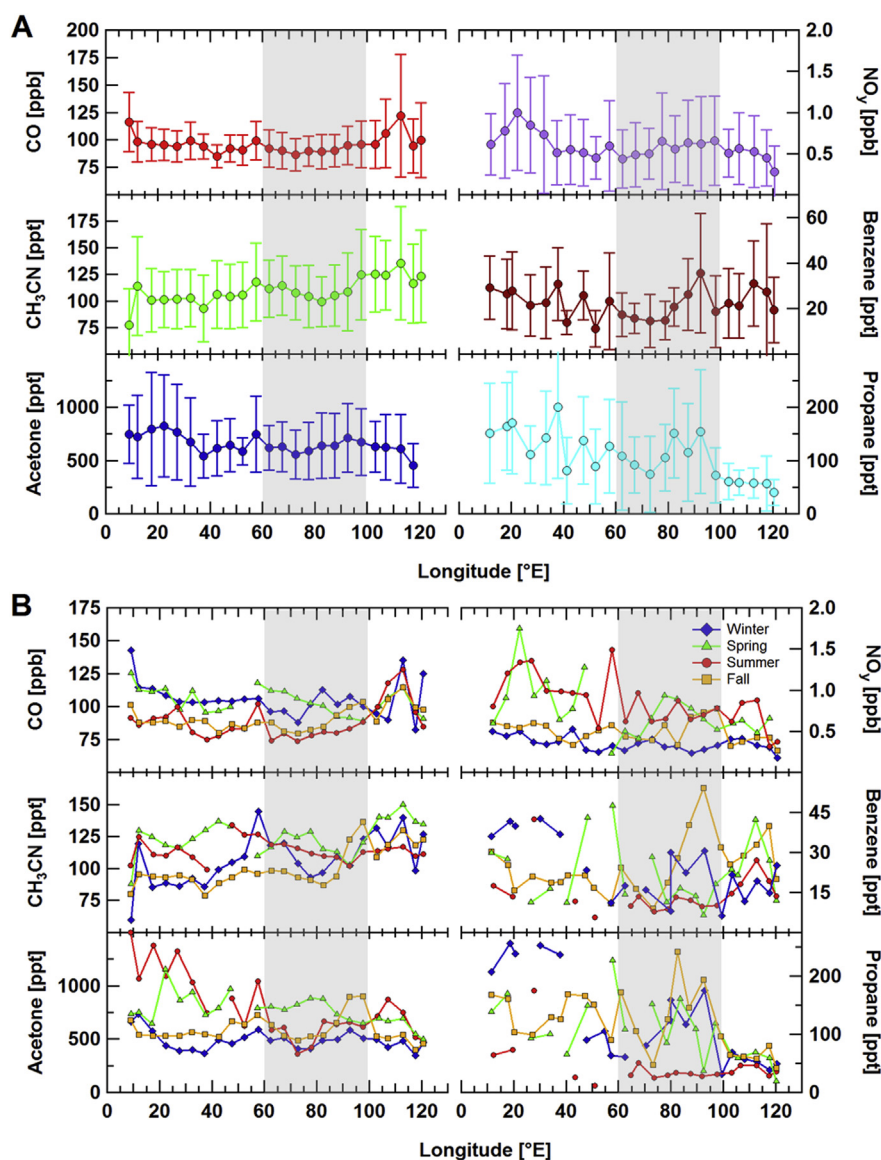 A
CO [ppb]
200
175
150
125
100
75
2.0
1.5
1.0
0.5
NOy [ppb]
CH3CN [ppt]
175
150
125
100
75
60
40
20
Benzene [ppt]
Acetone [ppt]
1000
500
0
200
100
0
Propane [ppt]
0 20 40 60 80 100 120 0 20 40 60 80 100 120
Longitude [°E]
B
CO [ppb]
175
150
125
100
75
Winter
Spring
Summer
Fall
2.0
1.5
1.0
0.5
NOy [ppb]
CH3CN [ppt]
150
125
100
75
45
30
15
Benzene [ppt]
Acetone [ppt]
1000
500
0
250
200
150
100
50
0
Propane [ppt]
0 20 40 60 80 100 120 0 20 40 60 80 100 120
Longitude [°E]